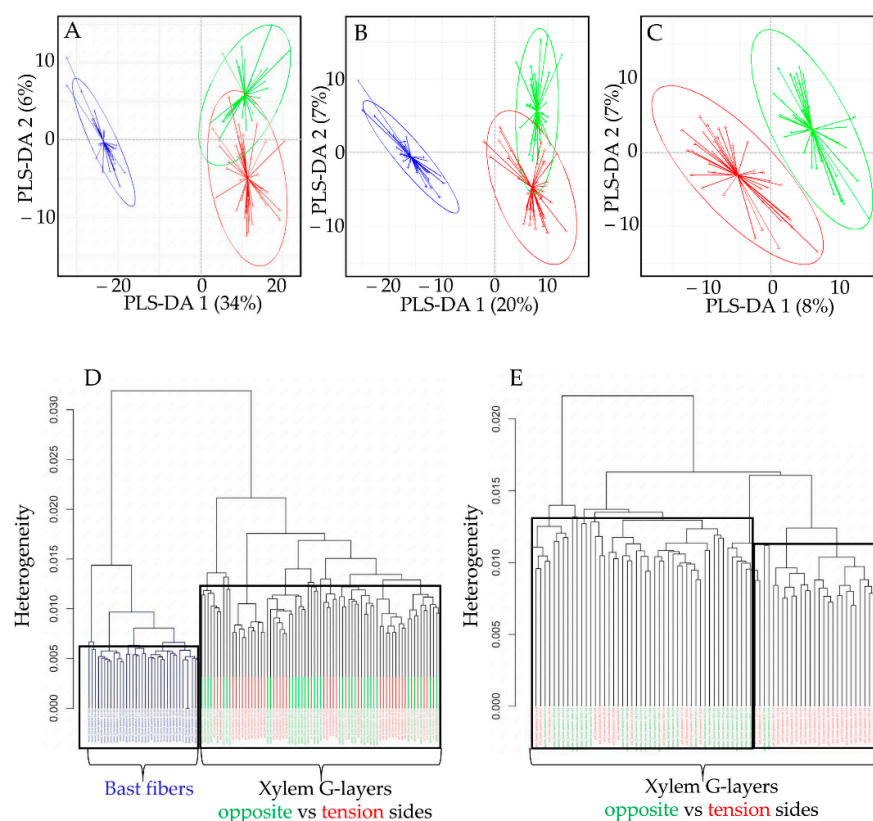 A
B
C
PLS-DA 2 (6%)
10
0
– 10
PLS-DA 2 (7%)
10
0
– 10
PLS-DA 2 (7%)
10
0
– 10
– 20
0
20
– 20
– 10
0
10
– 10
0
10
PLS-DA 1 (34%)
PLS-DA 1 (20%)
PLS-DA 1 (8%)
D
E
Heterogeneity
0.030
0.025
0.020
0.015
0.010
0.005
0.000
Heterogeneity
0.020
0.015
0.010
0.005
0.000
Bast fibers
Xylem G-layers
opposite vs tension sides
Xylem G-layers
opposite vs tension sides